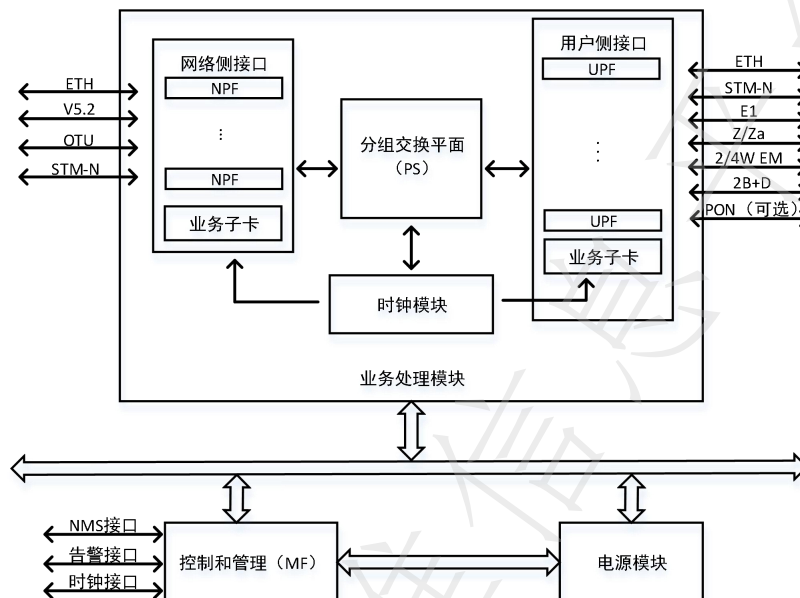 网络侧接口
NPF
NPF
业务子卡
用户侧接口
UPF
UPF
业务子卡
分组交换平面
（PS）
时钟模块
业务处理模块
ETH
V5.2
OTU
STM-N
ETH
STM-N
E1
Z/Za
2/4W EM
2B+D
PON（可选）
NMS接口
告警接口
时钟接口
控制和管理（MF）
电源模块